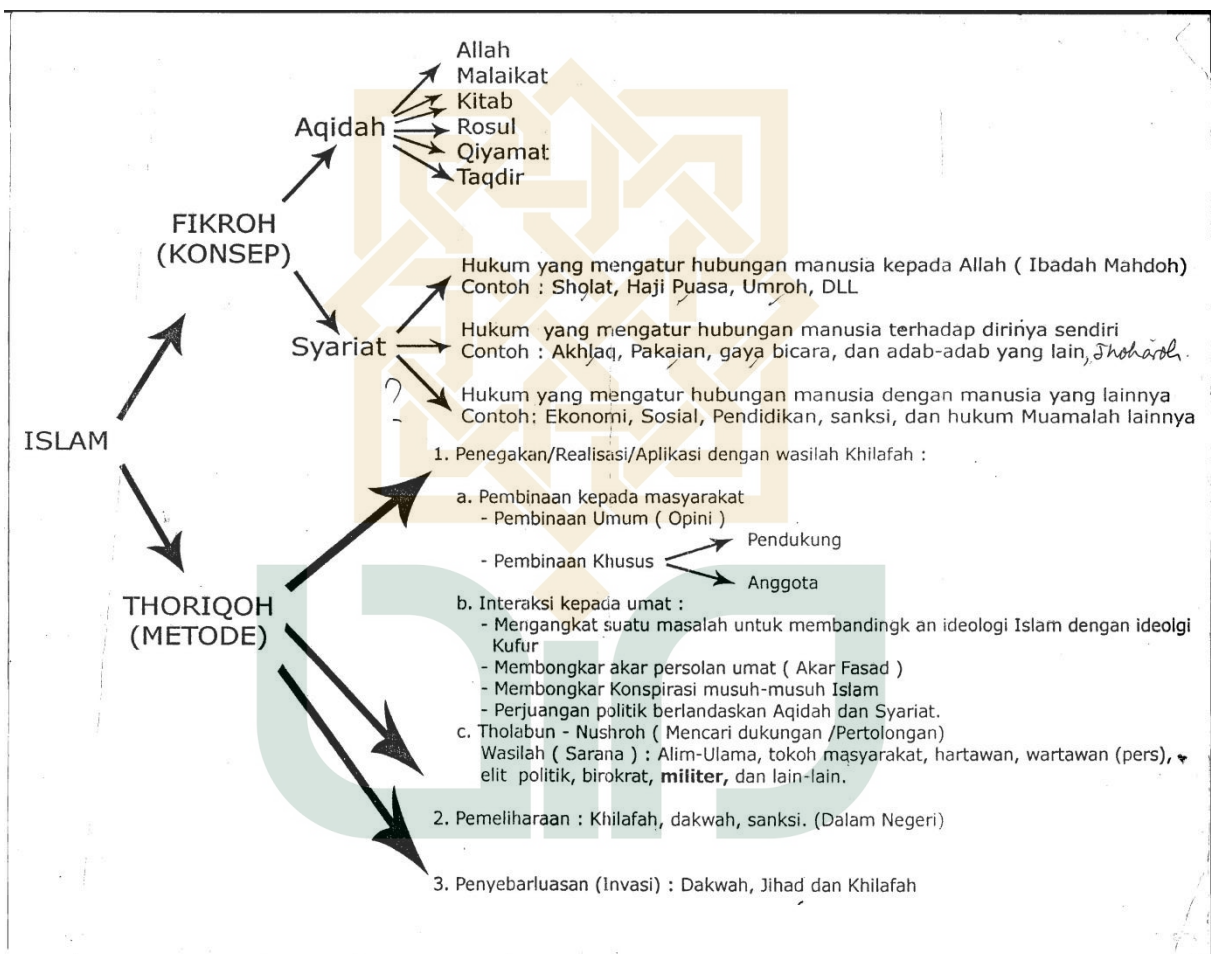 Allah
Malaikat
Kitab
Aqidah
Rosul
Qiyamat
Taqdir
FIKROH
(KONSEP)
Hukum yang mengatur hubungan manusia kepada Allah ( Ibadah Mahdoh)
Contoh : Sholat, Haji Puasa, Umroh, DLL
Syariat
Hukum yang mengatur hubungan manusia terhadap dirinya sendiri
Contoh : Akhlaq, Pakaian, gaya bicara, dan adab-adab yang lain, Thoharoh.
?
Hukum yang mengatur hubungan manusia dengan manusia yang lainnya
Contoh: Ekonomi, Sosial, Pendidikan, sanksi, dan hukum Muamalah lainnya
ISLAM
1. Penegakan/Realisasi/Aplikasi dengan wasilah Khilafah :
a. Pembinaan kepada masyarakat
- Pembinaan Umum ( Opini )
Pendukung
- Pembinaan Khusus
Anggota
THORIQOH
(METODE)
b. Interaksi kepada umat :
- Mengangkat suatu masalah untuk membandingk an ideologi Islam dengan ideolgi
Kufur
- Membongkar akar persolan umat ( Akar Fasad )
- Membongkar Konspirasi musuh-musuh Islam
- Perjuangan politik berlandaskan Aqidah dan Syariat.
c. Tholabun - Nushroh ( Mencari dukungan /Pertolongan)
Wasilah ( Sarana ) : Alim-Ulama, tokoh masyarakat, hartawan, wartawan (pers),
elit politik, birokrat, militer, dan lain-lain.
2. Pemeliharaan : Khilafah, dakwah, sanksi. (Dalam Negeri)
3. Penyebarluasan (Invasi) : Dakwah, Jihad dan Khilafah